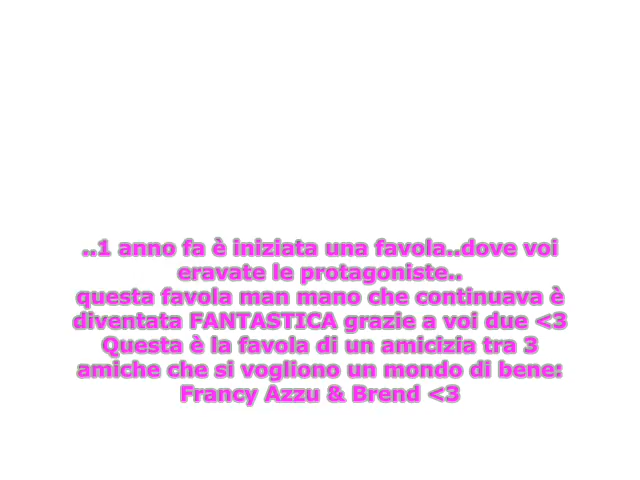 ..1 anno fa è iniziata una favola..dove voi
eravate le protagoniste..
questa favola man mano che continuava è
diventata FANTASTICA grazie a voi due <3
Questa è la favola di un amicizia tra 3
amiche che si vogliono un mondo di bene:
Francy Azzu & Brend <3